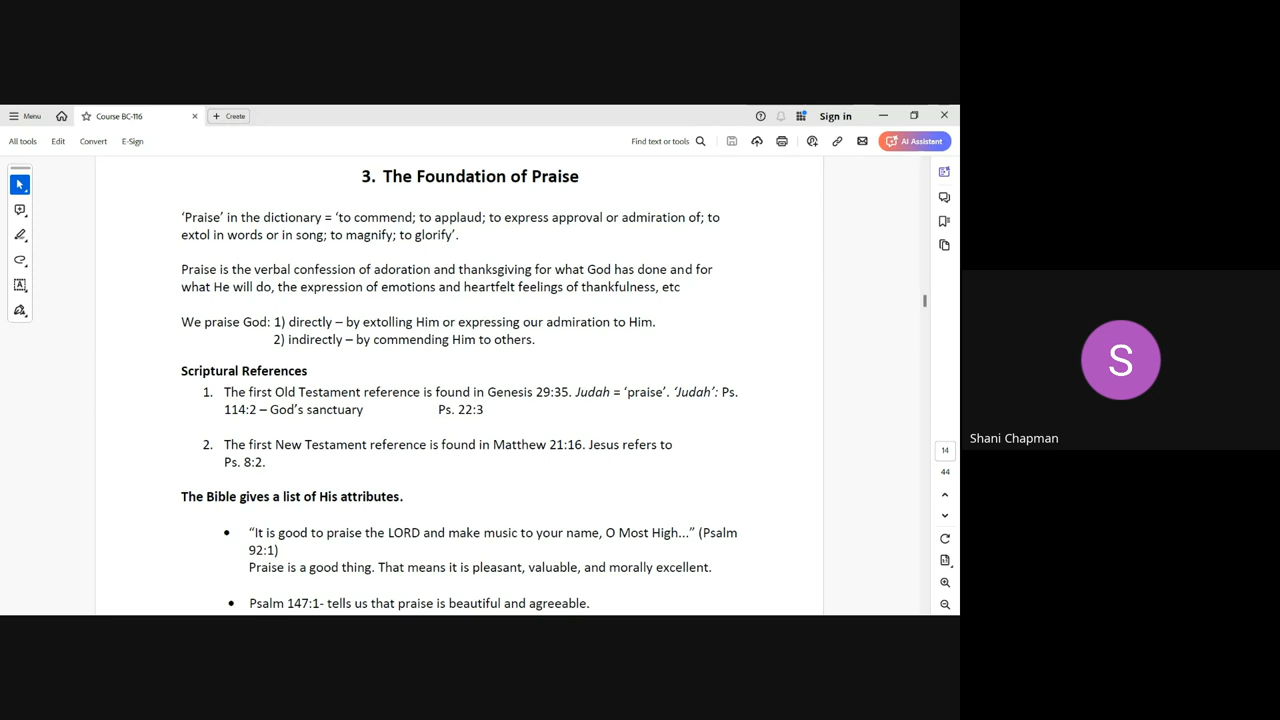 Menu
Course BC-116
Create
Sign in
All tools
Edit
Convert
E-Sign
Find text or tools
AI Assistant
3. The Foundation of Praise
‘Praise’ in the dictionary = ‘to commend; to applaud; to express approval or admiration of; to
extol in words or in song; to magnify; to glorify’.
Praise is the verbal confession of adoration and thanksgiving for what God has done and for
what He will do, the expression of emotions and heartfelt feelings of thankfulness, etc
We praise God: 1) directly – by extolling Him or expressing our admiration to Him.
2) indirectly – by commending Him to others.
Scriptural References
1. The first Old Testament reference is found in Genesis 29:35. Judah = ‘praise’. ‘Judah’: Ps.
114:2 – God’s sanctuary Ps. 22:3
2. The first New Testament reference is found in Matthew 21:16. Jesus refers to
Ps. 8:2.
The Bible gives a list of His attributes.
• “It is good to praise the LORD and make music to your name, O Most High...” (Psalm
92:1)
Praise is a good thing. That means it is pleasant, valuable, and morally excellent.
• Psalm 147:1- tells us that praise is beautiful and agreeable.
14
44
S
Shani Chapman